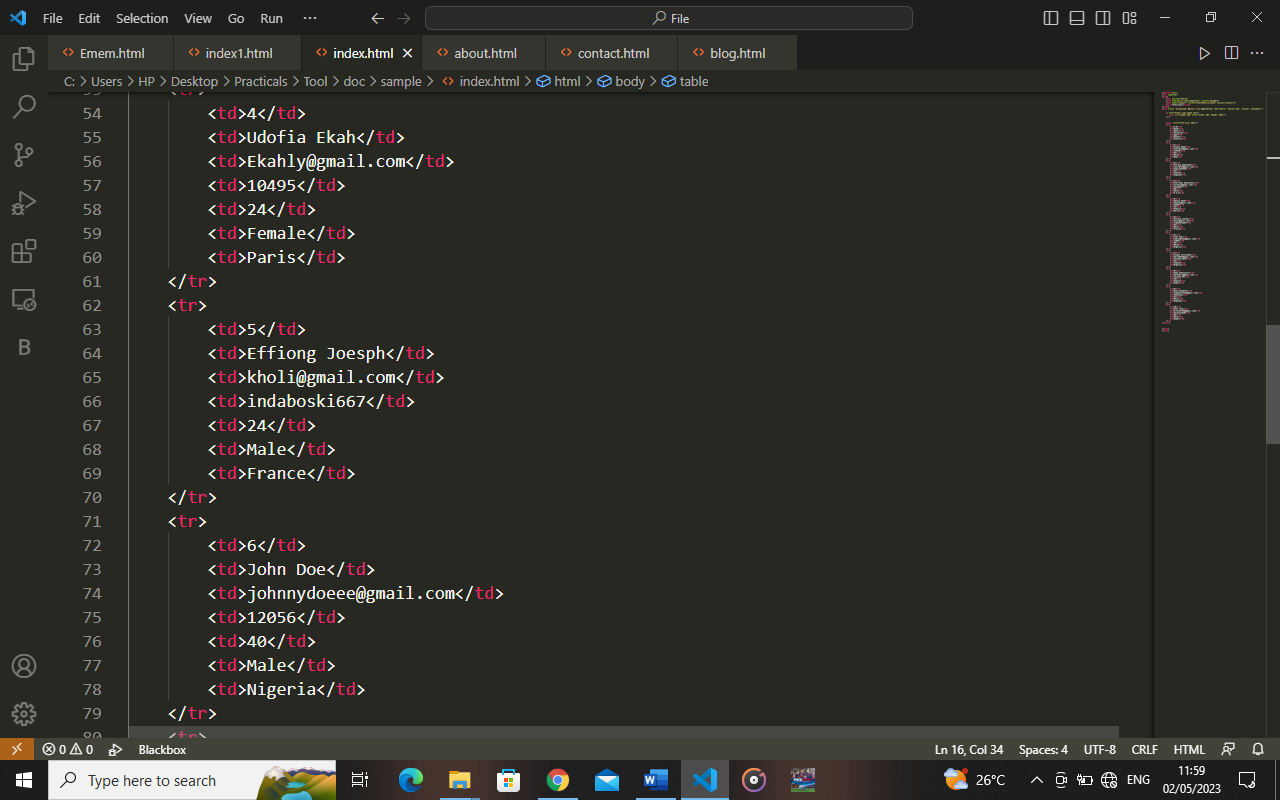 File Edit Selection View Go Run ··· File
Emem.html index1.html index.html about.html contact.html blog.html
C: > Users > HP > Desktop > Practicals > Tool > doc > sample > index.html > html > body > table
53 <tr>
54 <td>4</td>
55 <td>Udofia Ekah</td>
56 <td>Ekahly@gmail.com</td>
57 <td>10495</td>
58 <td>24</td>
59 <td>Female</td>
60 <td>Paris</td>
61 </tr>
62 <tr>
63 <td>5</td>
64 <td>Effiong Joesph</td>
65 <td>kholi@gmail.com</td>
66 <td>indaboski667</td>
67 <td>24</td>
68 <td>Male</td>
69 <td>France</td>
70 </tr>
71 <tr>
72 <td>6</td>
73 <td>John Doe</td>
74 <td>johnnydoeee@gmail.com</td>
75 <td>12056</td>
76 <td>40</td>
77 <td>Male</td>
78 <td>Nigeria</td>
79 </tr>
80 <tr>
B
0 0 Blackbox Ln 16, Col 34 Spaces: 4 UTF-8 CRLF HTML
Type here to search 26°C ENG 11:59
02/05/2023